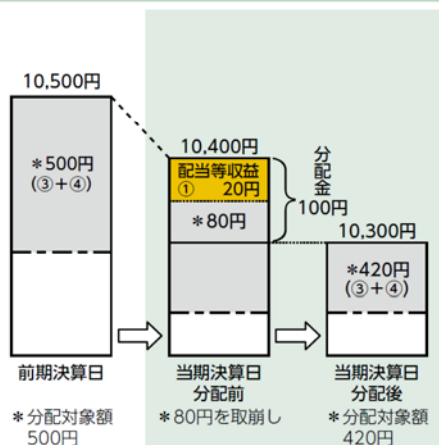 10,500円
*500円
(③+④)
前期決算日
*分配対象額
500円
10,400円
配当等収益
① 20円
*80円
分配金
100円
当期決算日
分配前
*80円を取崩し
10,300円
*420円
(③+④)
当期決算日
分配後
*分配対象額
420円